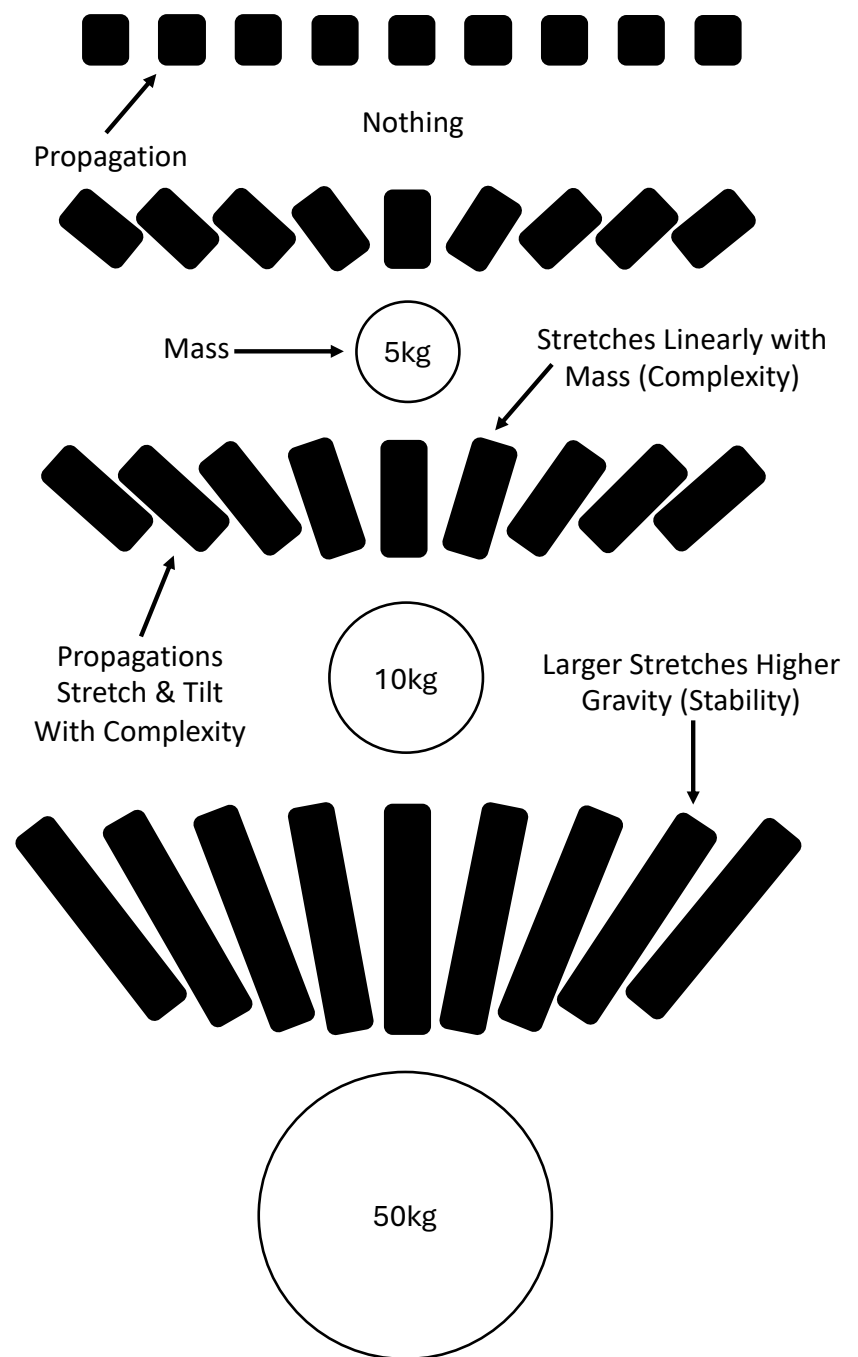 Nothing
Propagation
Mass
5kg
Stretches Linearly with
Mass (Complexity)
10kg
Propagations
Stretch & Tilt
With Complexity
Larger Stretches Higher
Gravity (Stability)
50kg